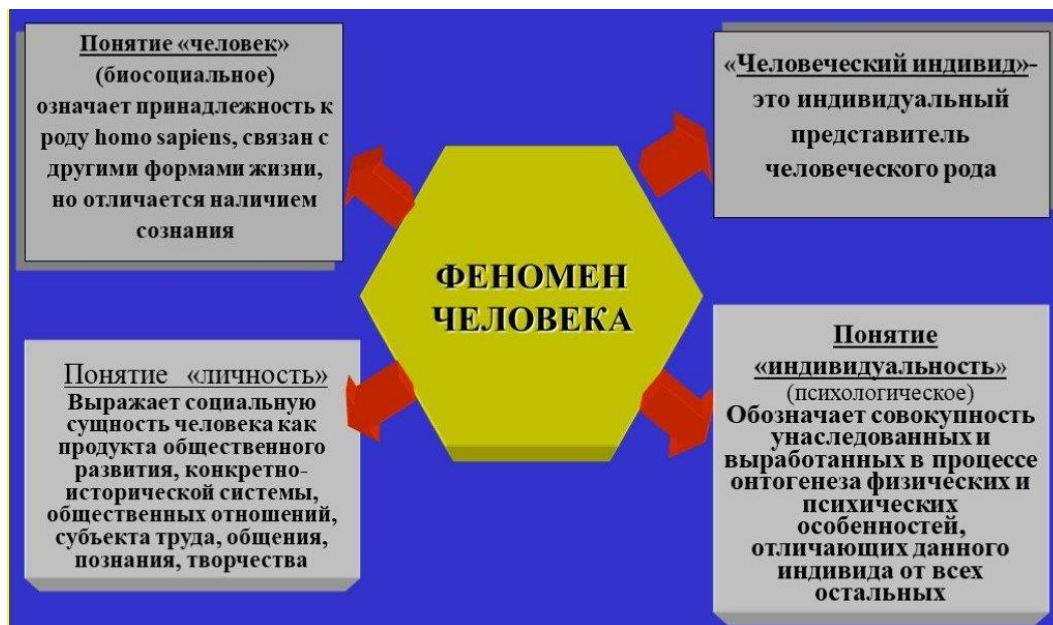 Понятие «человек»
(биосоциальное)
означает принадлежность к
роду homo sapiens, связан с
другими формами жизни,
но отличается наличием
сознания
«Человеческий индивид»-
это индивидуальный
представитель
человеческого рода
ФЕНОМЕН
ЧЕЛОВЕКА
Понятие «личность»
Выражает социальную
сущность человека как
продукта общественного
развития, конкретно-
исторической системы,
общественных отношений,
субъекта труда, общения,
познания, творчества
Понятие
«индивидуальность»
(психологическое)
Обозначает совокупность
унаследованных и
выработанных в процессе
онтогенеза физических и
психических
особенностей,
отличающих данного
индивида от всех
остальных